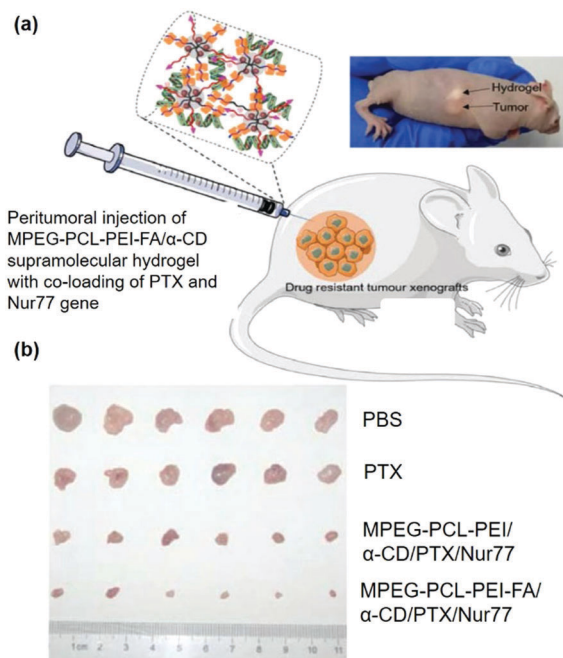 (a)
Hydrogel
Tumor
Peritumoral injection of
MPEG-PCL-PEI-FA/α-CD
supramolecular hydrogel
with co-loading of PTX and
Nur77 gene
Drug resistant tumour xenografts
(b)
PBS
PTX
MPEG-PCL-PEI/
α-CD/PTX/Nur77
MPEG-PCL-PEI-FA/
α-CD/PTX/Nur77
1cm 2 3 4 5 6 7 8 9 10 11